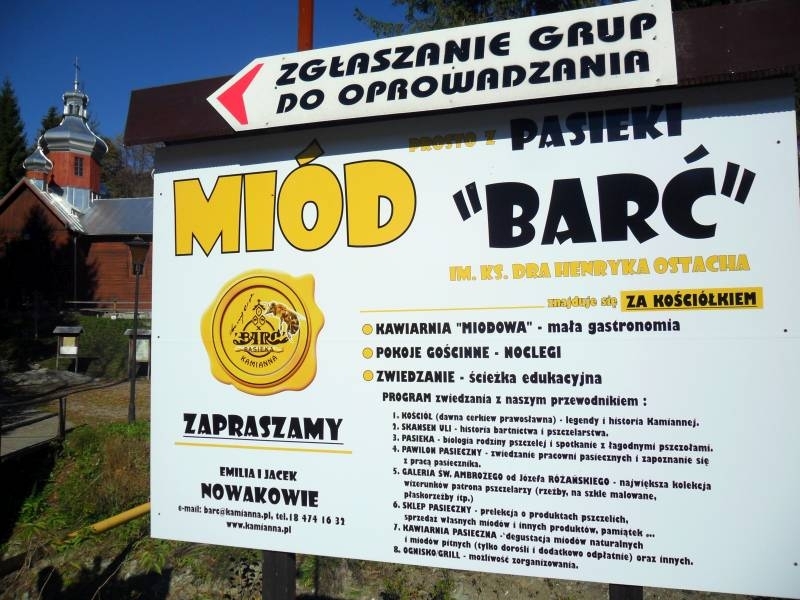 ZGŁASZANIE GRUP
DO OPROWADZANIA
PROSTO Z PASIEKI
MIÓD "BARĆ"
IM. KS. DRA HENRYKA OSTACHA
znajduje się ZA KOŚCIÓŁKIEM
BARĆ
PASIEKA
KAMIANNA
KAWIARNIA "MIODOWA" - mała gastronomia
POKOJE GOŚCINNE - NOCLEGI
ZWIEDZANIE - ścieżka edukacyjna
PROGRAM zwiedzania z naszym przewodnikiem :
1. KOŚCIÓŁ (dawna cerkiew prawosławna) - legendy i historia Kamiannej.
2. SKANSEN ULI - historia bartnictwa i pszczelarstwa.
3. PASIEKA - biologia rodziny pszczelej i spotkanie z łagodnymi pszczołami.
4. PAWILON PASIECZNY - zwiedzanie pracowni pasiecznych i zapoznanie się
z pracą pasiecznika.
5. GALERIA ŚW. AMBROŻEGO od Józefa RÓŻAŃSKIEGO - największa kolekcja
wizerunków patrona pszczelarzy (rzeźby, na szkle malowane,
płaskorzeźby itp.)
6. SKLEP PASIECZNY - prelekcja o produktach pszczelich,
sprzedaż własnych miodów i innych produktów, pamiątek ...
7. KAWIARNIA PASIECZNA - degustacja miodów naturalnych
i miodów pitnych (tylko dorośli i dodatkowo odpłatnie) oraz innych.
8. OGNISKO/GRILL - możliwość zorganizowania.
ZAPRASZAMY
EMILIA I JACEK
NOWAKOWIE
e-mail: barc@kamianna.pl, tel.18 474 16 32
www.kamianna.pl